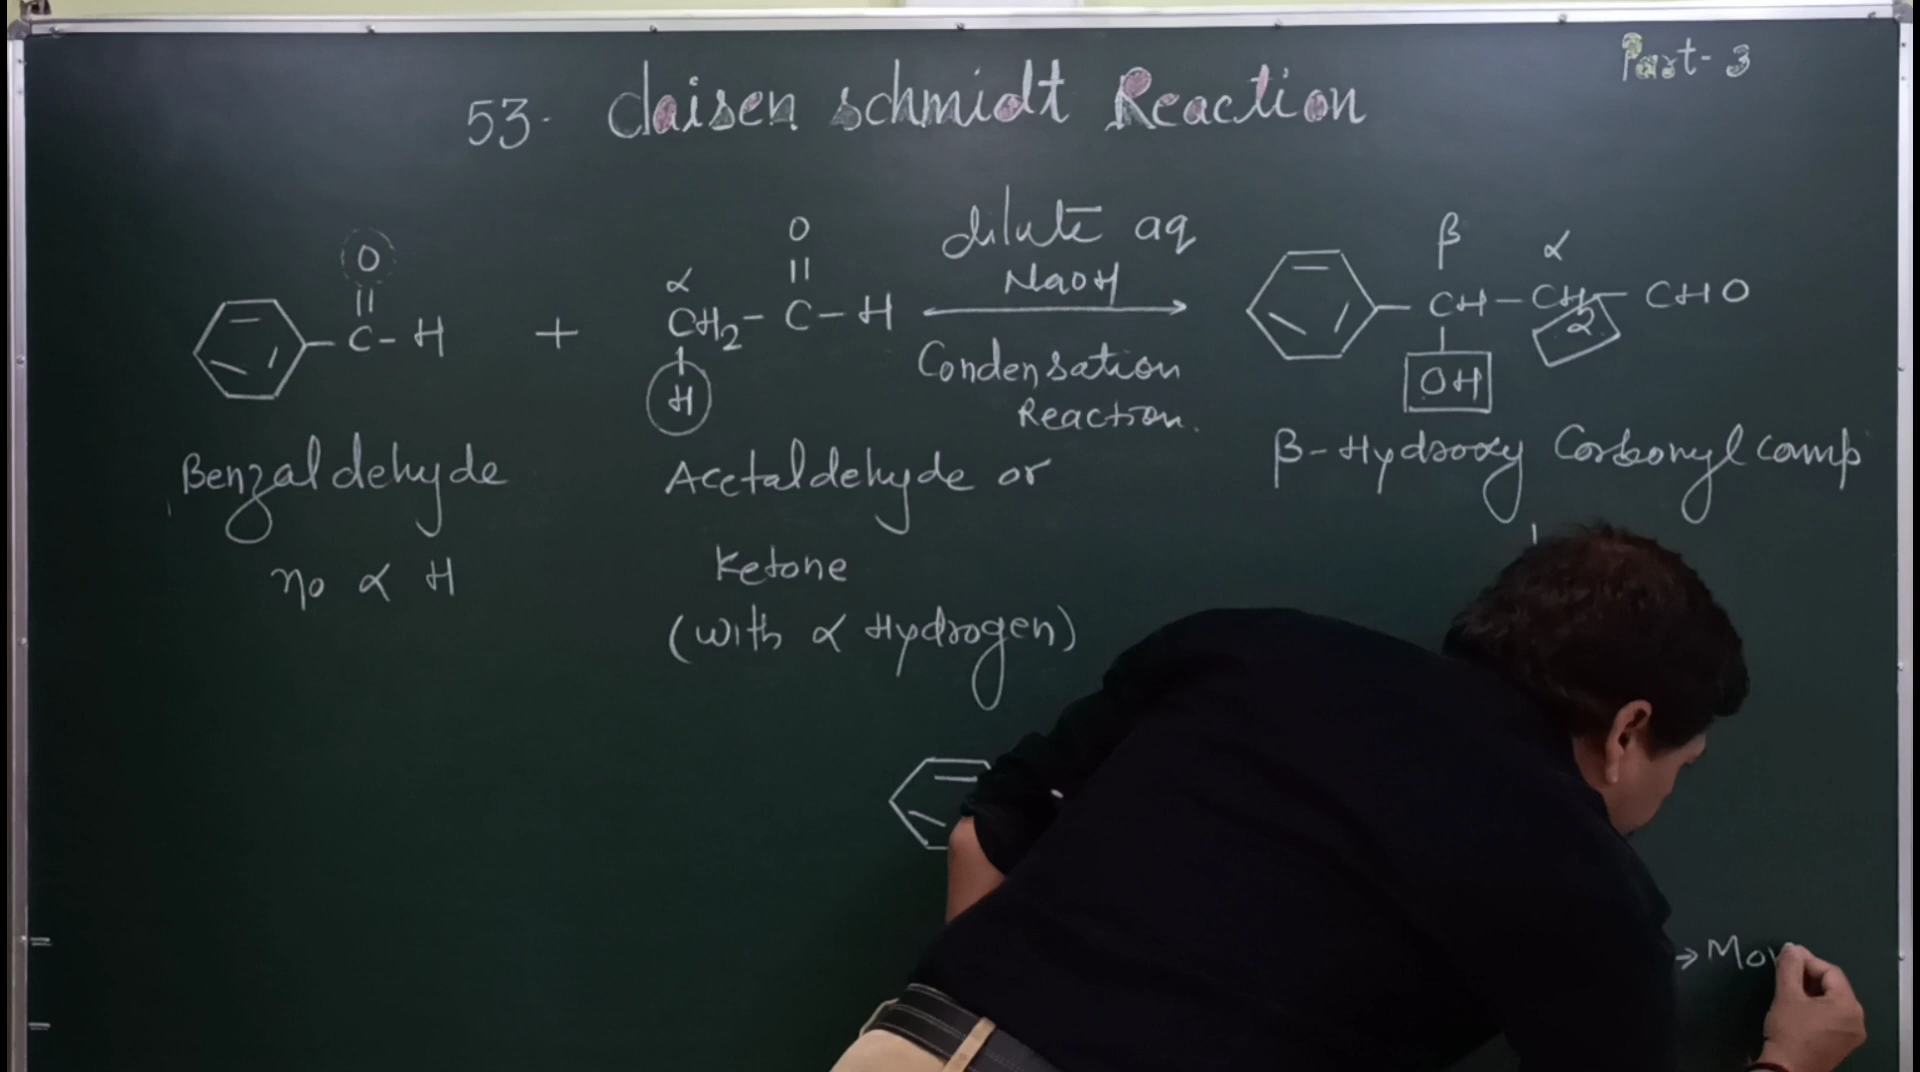 Part-3
53. Claisen schmidt Reaction
O
C-H
+
O
α
CH2-C-H
H
dilute aq
NaOH
Condensation
Reaction.
β α
CH-CH2-CHO
OH
Benzaldehyde
no α H
Acetaldehyde or
Ketone
(with α Hydrogen)
β-Hydroxy Carbonyl comp
→ Mo